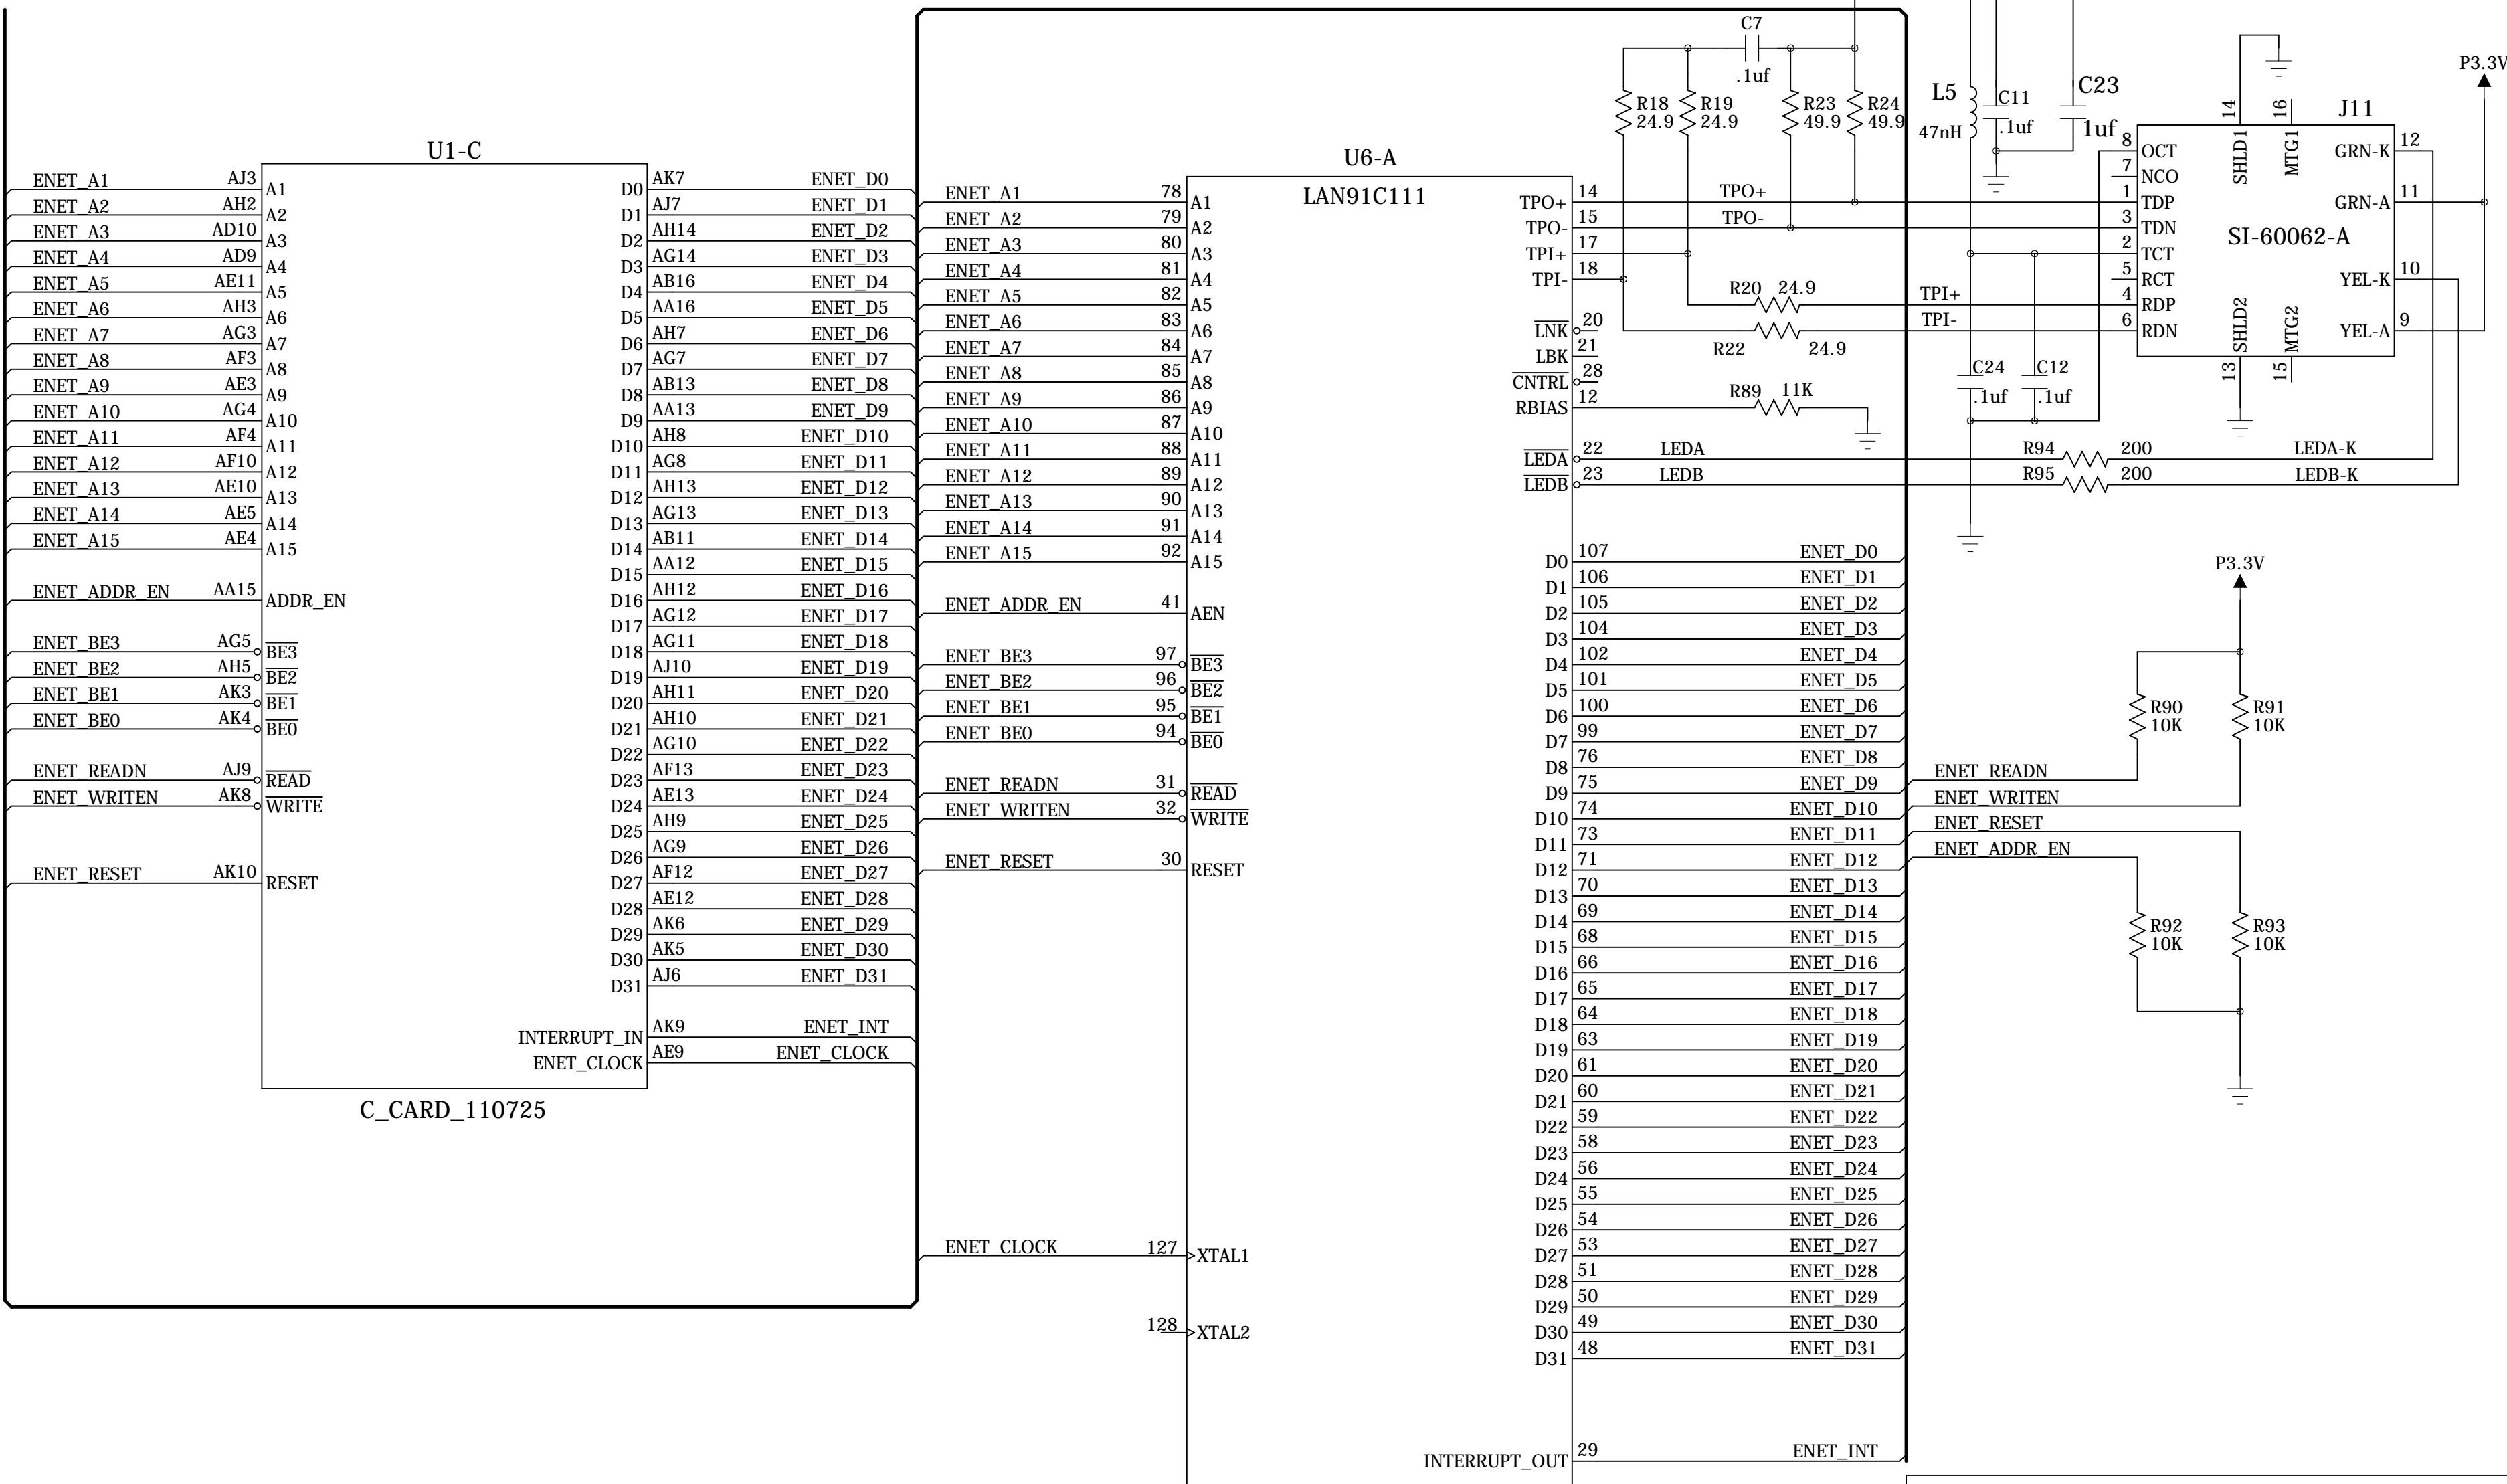 U1-C
ENET_A1 AJ3 A1
ENET_A2 AH2 A2
ENET_A3 AD10 A3
ENET_A4 AD9 A4
ENET_A5 AE11 A5
ENET_A6 AH3 A6
ENET_A7 AG3 A7
ENET_A8 AF3 A8
ENET_A9 AE3 A9
ENET_A10 AG4 A10
ENET_A11 AF4 A11
ENET_A12 AF10 A12
ENET_A13 AE10 A13
ENET_A14 AE5 A14
ENET_A15 AE4 A15
ENET_ADDR_EN AA15 ADDR_EN
ENET_BE3 AG5 BE3
ENET_BE2 AH5 BE2
ENET_BE1 AK3 BE1
ENET_BE0 AK4 BE0
ENET_READN AJ9 READ
ENET_WRITEN AK8 WRITE
ENET_RESET AK10 RESET
D0 AK7 ENET_D0
D1 AJ7 ENET_D1
D2 AH14 ENET_D2
D3 AG14 ENET_D3
D4 AB16 ENET_D4
D5 AA16 ENET_D5
D6 AH7 ENET_D6
D7 AG7 ENET_D7
D8 AB13 ENET_D8
D9 AA13 ENET_D9
D10 AH8 ENET_D10
D11 AG8 ENET_D11
D12 AH13 ENET_D12
D13 AG13 ENET_D13
D14 AB11 ENET_D14
D15 AA12 ENET_D15
D16 AH12 ENET_D16
D17 AG12 ENET_D17
D18 AG11 ENET_D18
D19 AJ10 ENET_D19
D20 AH11 ENET_D20
D21 AH10 ENET_D21
D22 AG10 ENET_D22
D23 AF13 ENET_D23
D24 AE13 ENET_D24
D25 AH9 ENET_D25
D26 AG9 ENET_D26
D27 AF12 ENET_D27
D28 AE12 ENET_D28
D29 AK6 ENET_D29
D30 AK5 ENET_D30
D31 AJ6 ENET_D31
INTERRUPT_IN AK9 ENET_INT
ENET_CLOCK AE9 ENET_CLOCK
C_CARD_110725
U6-A
LAN91C111
ENET_A1 78 A1
ENET_A2 79 A2
ENET_A3 80 A3
ENET_A4 81 A4
ENET_A5 82 A5
ENET_A6 83 A6
ENET_A7 84 A7
ENET_A8 85 A8
ENET_A9 86 A9
ENET_A10 87 A10
ENET_A11 88 A11
ENET_A12 89 A12
ENET_A13 90 A13
ENET_A14 91 A14
ENET_A15 92 A15
ENET_ADDR_EN 41 AEN
ENET_BE3 97 BE3
ENET_BE2 96 BE2
ENET_BE1 95 BE1
ENET_BE0 94 BE0
ENET_READN 31 READ
ENET_WRITEN 32 WRITE
ENET_RESET 30 RESET
ENET_CLOCK 127 XTAL1
128 XTAL2
TPO+ 14 TPO+
TPO- 15 TPO-
TPI+ 17
TPI- 18
LNK 20
LBK 21
CNTRL 28
RBIAS 12
LEDA 22 LEDA
LEDB 23 LEDB
D0 107 ENET_D0
D1 106 ENET_D1
D2 105 ENET_D2
D3 104 ENET_D3
D4 102 ENET_D4
D5 101 ENET_D5
D6 100 ENET_D6
D7 99 ENET_D7
D8 76 ENET_D8
D9 75 ENET_D9
D10 74 ENET_D10
D11 73 ENET_D11
D12 71 ENET_D12
D13 70 ENET_D13
D14 69 ENET_D14
D15 68 ENET_D15
D16 66 ENET_D16
D17 65 ENET_D17
D18 64 ENET_D18
D19 63 ENET_D19
D20 61 ENET_D20
D21 60 ENET_D21
D22 59 ENET_D22
D23 58 ENET_D23
D24 56 ENET_D24
D25 55 ENET_D25
D26 54 ENET_D26
D27 53 ENET_D27
D28 51 ENET_D28
D29 50 ENET_D29
D30 49 ENET_D30
D31 48 ENET_D31
INTERRUPT_OUT 29 ENET_INT
C7
.1uf
R18
24.9
R19
24.9
R23
49.9
R24
49.9
R20 24.9
TPI+
TPI-
R22 24.9
R89 11K
L5
47nH
C11
.1uf
C23
1uf
C24
.1uf
C12
.1uf
R94 200 LEDA-K
R95 200 LEDB-K
J11
SI-60062-A
8 OCT
7 NCO
1 TDP
3 TDN
2 TCT
5 RCT
4 RDP
6 RDN
14 SHLD1
16 MTG1
13 SHLD2
15 MTG2
GRN-K 12
GRN-A 11
YEL-K 10
YEL-A 9
P3.3V
P3.3V
R90
10K
R91
10K
ENET_READN
ENET_WRITEN
ENET_RESET
ENET_ADDR_EN
R92
10K
R93
10K